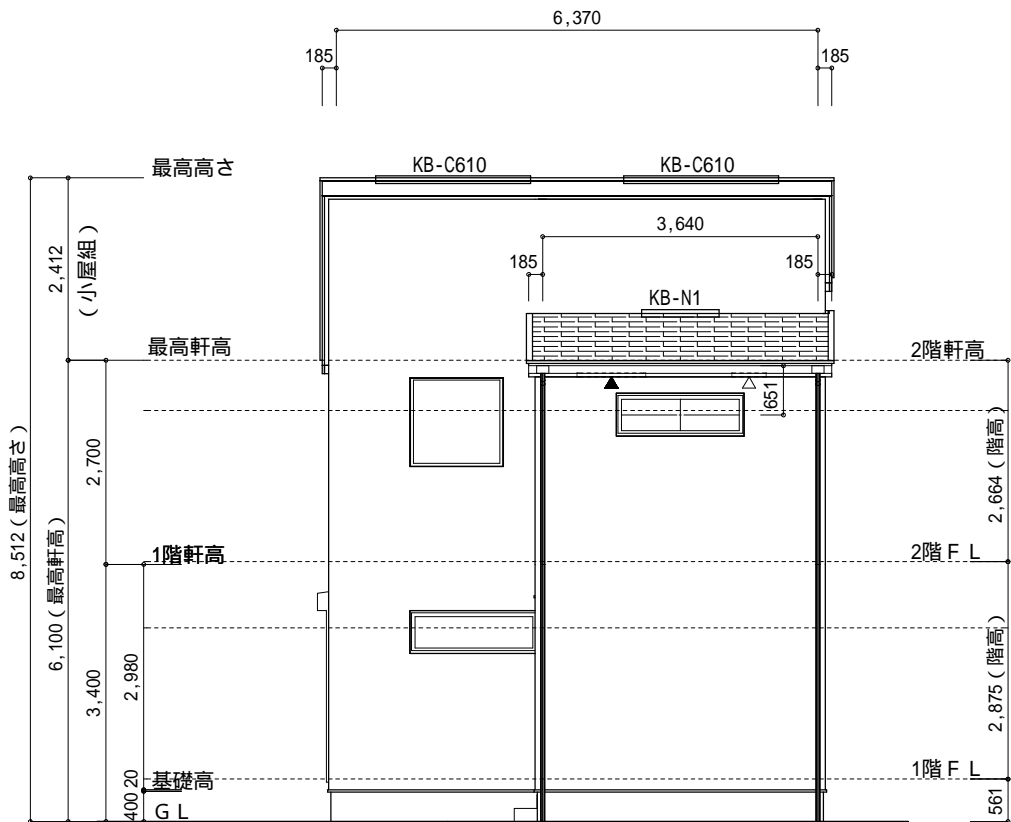 6,370
185
185
最高高さ
KB-C610
KB-C610
3,640
185
185
2,412
(小屋組)
KB-N1
最高軒高
2階軒高
651
2,700
2,664(階高)
8,512(最高高さ)
6,100(最高軒高)
1階軒高
2階FL
3,400
2,980
2,875(階高)
基礎高
1階FL
20
400
GL
561